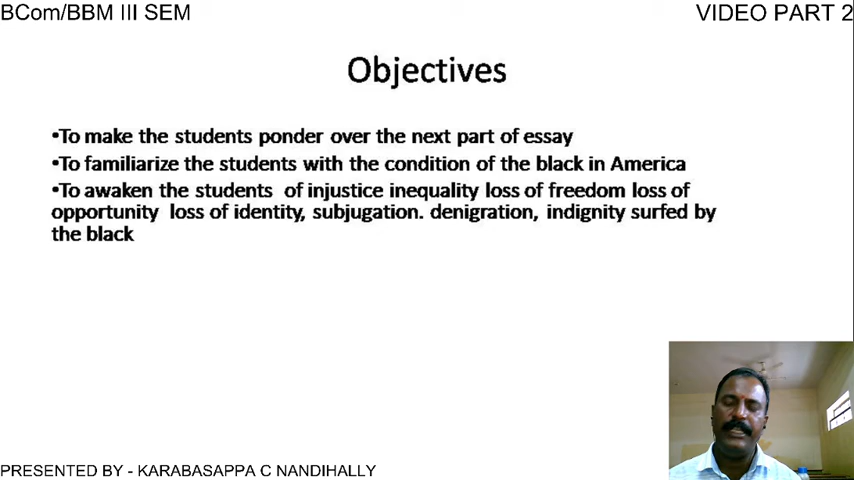 BCom/BBM III SEM
VIDEO PART 2
Objectives
•To make the students ponder over the next part of essay
•To familiarize the students with the condition of the black in America
•To awaken the students of injustice inequality loss of freedom loss of
opportunity loss of identity, subjugation. denigration, indignity surfed by
the black
PRESENTED BY - KARABASAPPA C NANDIHALLY